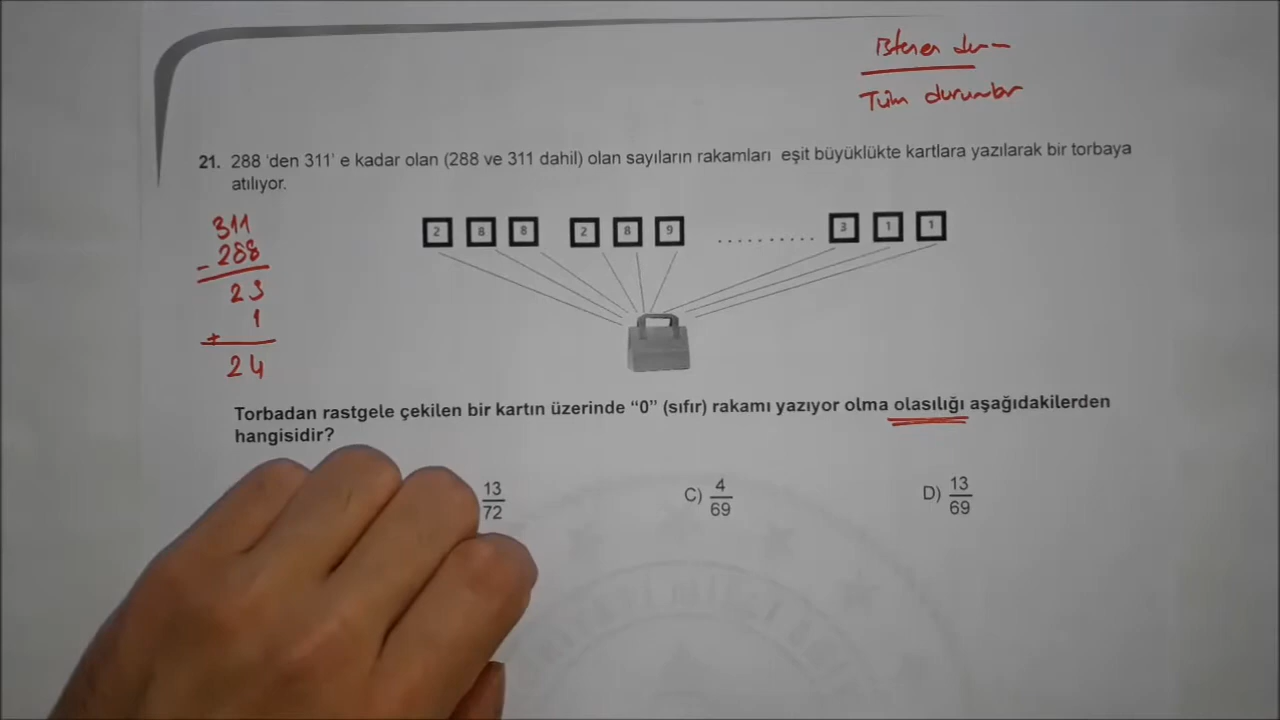 İstenen durum
Tüm durumlar
21. 288 'den 311' e kadar olan (288 ve 311 dahil) olan sayıların rakamları eşit büyüklükte kartlara yazılarak bir torbaya
atılıyor.
311
- 288
23
+ 1
24
2 8 8 2 8 9 .......... 3 1 1
Torbadan rastgele çekilen bir kartın üzerinde “0” (sıfır) rakamı yazıyor olma olasılığı aşağıdakilerden
hangisidir?
13
72
C) 4
69
D) 13
69